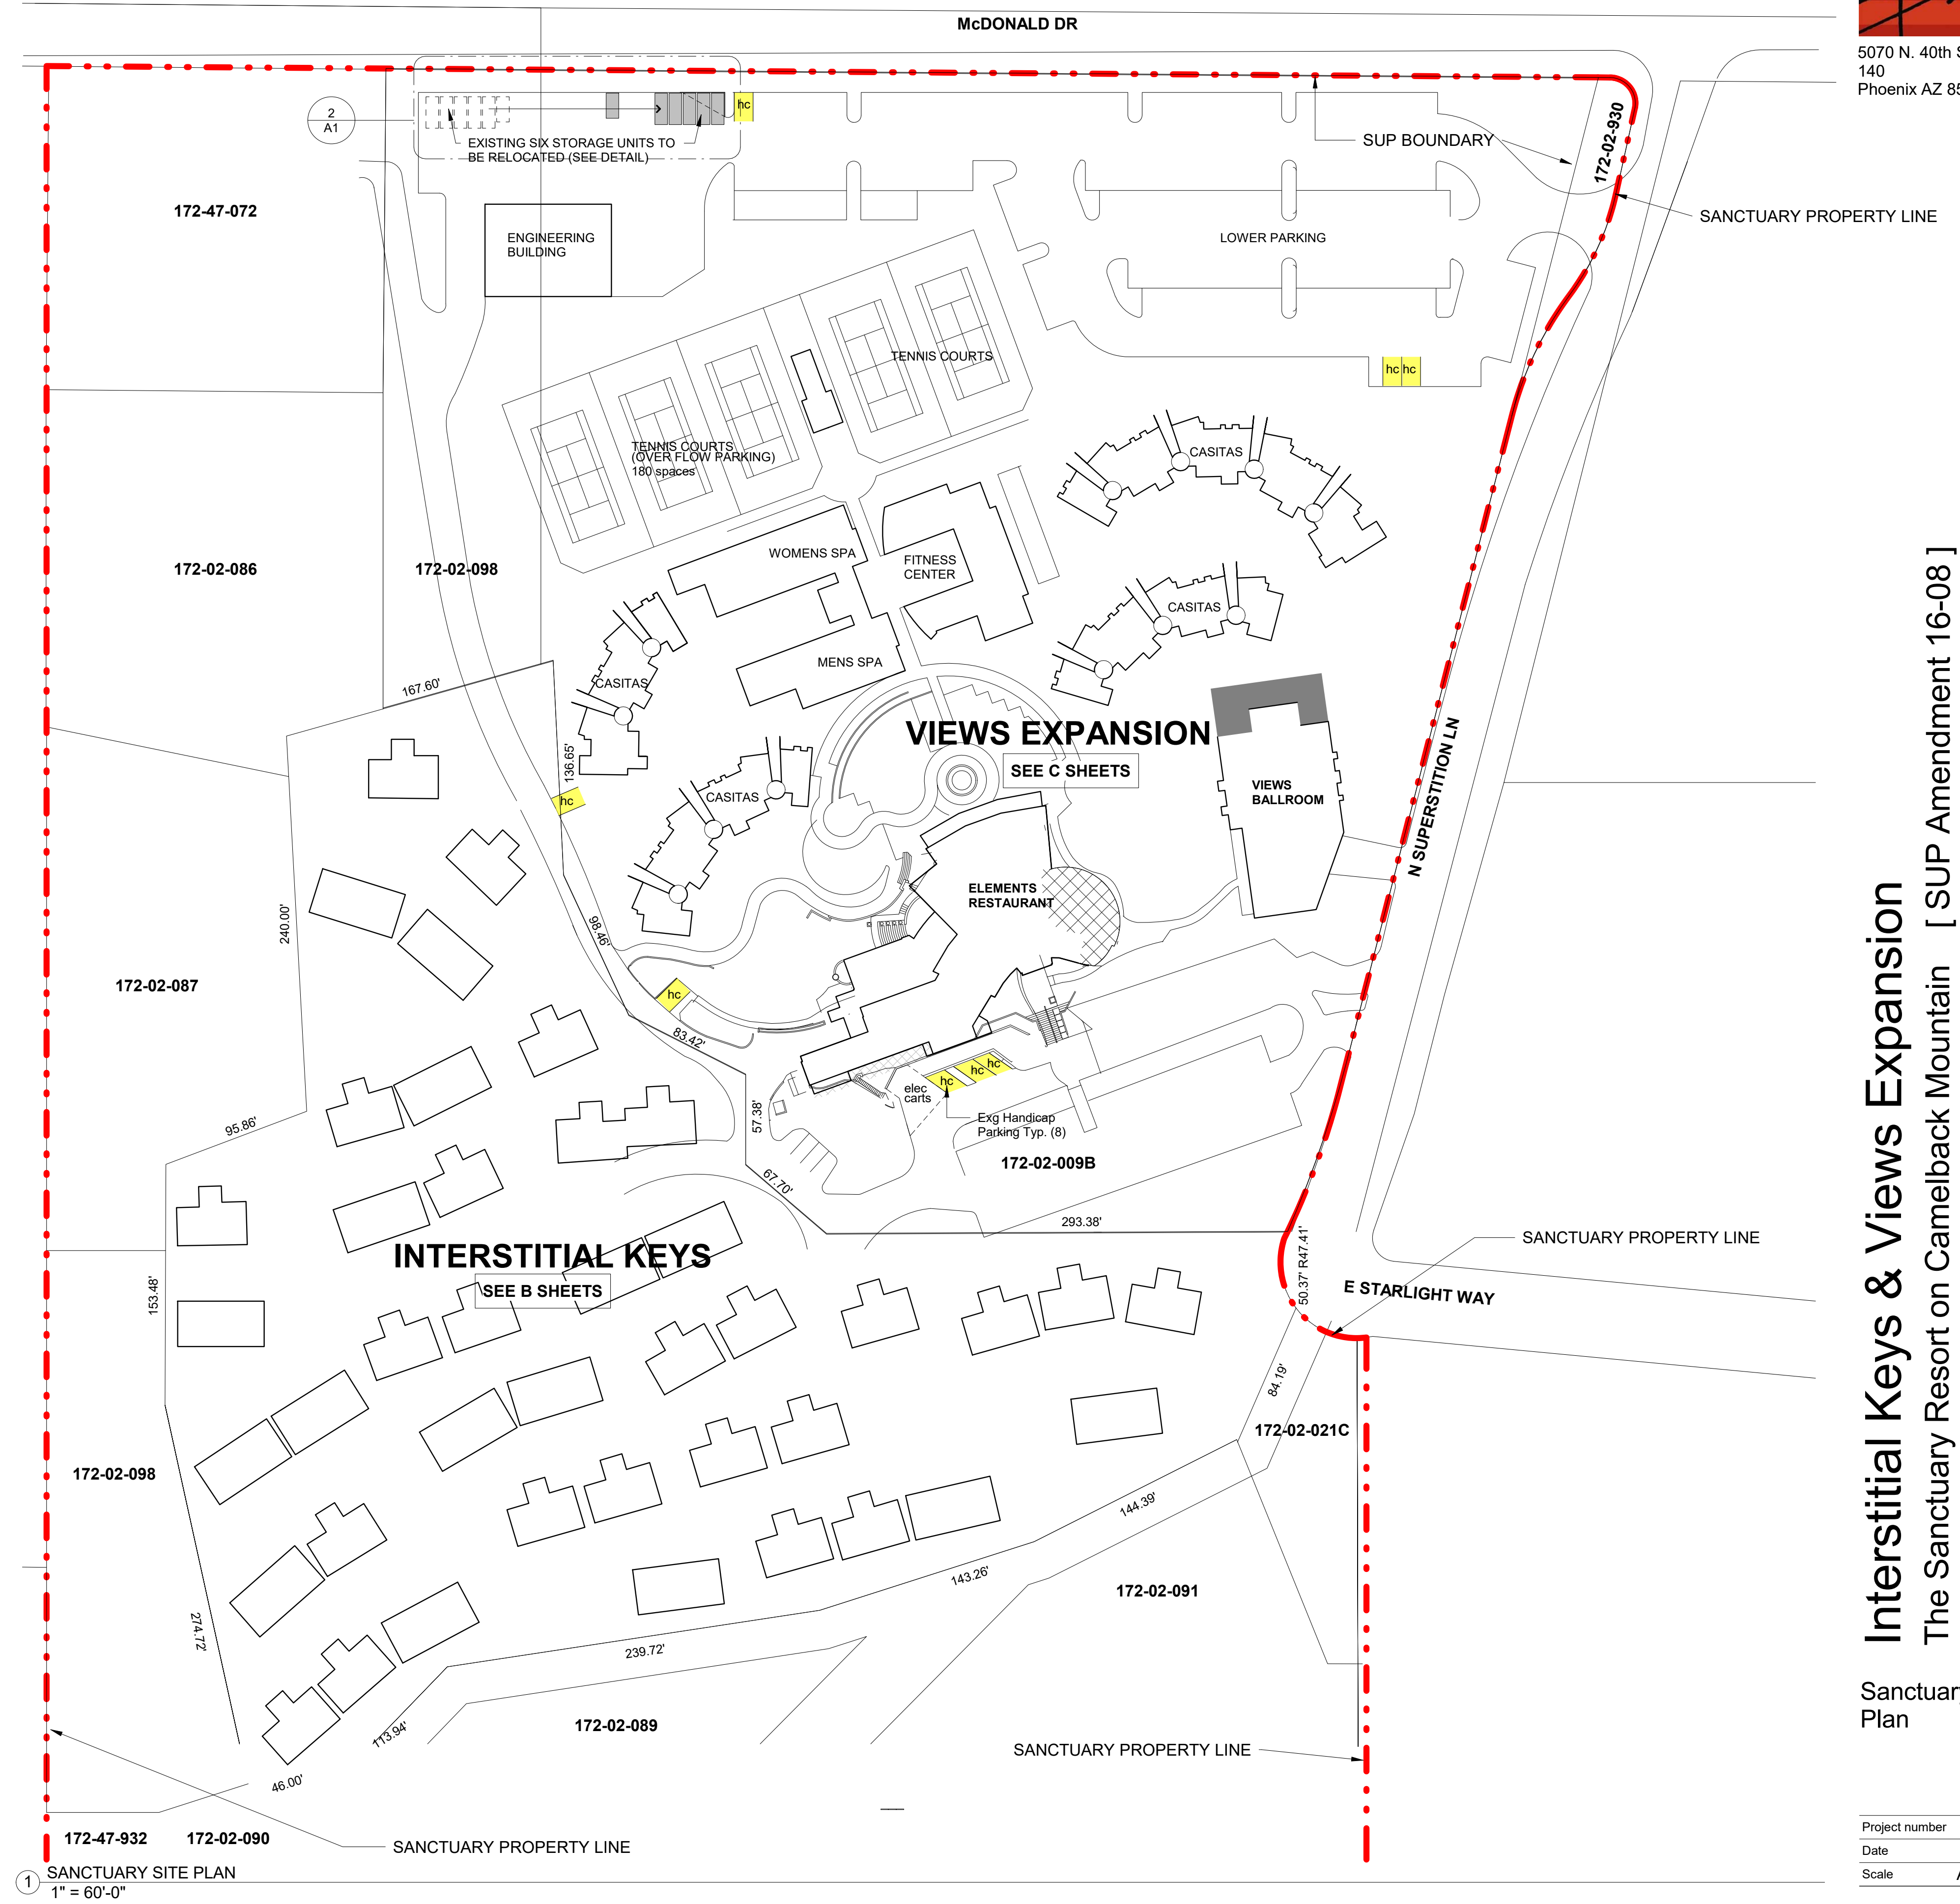 McDONALD DR
5070 N. 40th S
140
Phoenix AZ 85
2
A1
hc
EXISTING SIX STORAGE UNITS TO
BE RELOCATED (SEE DETAIL)
SUP BOUNDARY
172-02-930
SANCTUARY PROPERTY LINE
172-47-072
ENGINEERING
BUILDING
LOWER PARKING
TENNIS COURTS
hc hc
TENNIS COURTS
(OVER FLOW PARKING)
180 spaces
CASITAS
172-02-086
172-02-098
WOMENS SPA
FITNESS
CENTER
CASITAS
MENS SPA
167.60'
CASITAS
136.65'
VIEWS EXPANSION
SEE C SHEETS
VIEWS
BALLROOM
N SUPERSTITION LN
hc
CASITAS
ELEMENTS
RESTAURANT
240.00'
98.46'
172-02-087
hc
83.42'
hc
hc
hc
elec
carts
Exg Handicap
Parking Typ. (8)
57.38'
95.86'
172-02-009B
67.70'
293.38'
INTERSTITIAL KEYS
SEE B SHEETS
SANCTUARY PROPERTY LINE
50.37' R47.41'
E STARLIGHT WAY
153.48'
84.19'
172-02-021C
172-02-098
144.39'
143.26'
172-02-091
274.72'
239.72'
172-02-089
113.94'
SANCTUARY PROPERTY LINE
46.00'
172-47-932
172-02-090
SANCTUARY PROPERTY LINE
1
SANCTUARY SITE PLAN
1" = 60'-0"
Interstitial Keys & Views Expansion
The Sanctuary Resort on Camelback Mountain [ SUP Amendment 16-08 ]
Sanctuary
Plan
Project number
Date
Scale